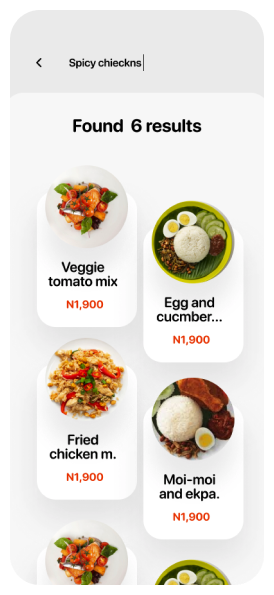 Spicy chieckns
Found 6 results
Veggie
tomato mix
N1,900
Egg and
cucmber...
N1,900
Fried
chicken m.
N1,900
Moi-moi
and ekpa.
N1,900